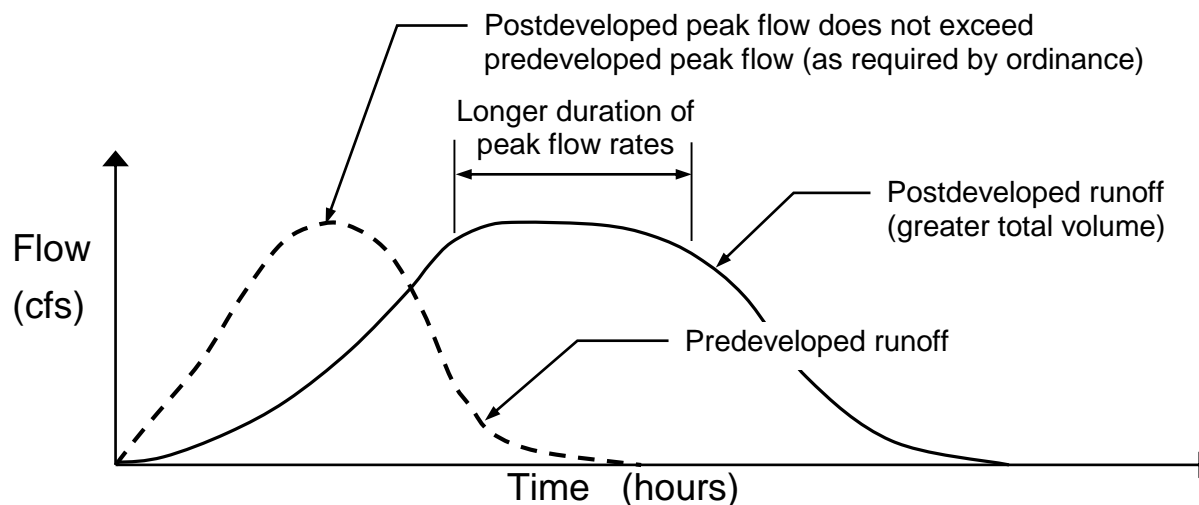 Postdeveloped peak flow does not exceed
predeveloped peak flow (as required by ordinance)
Longer duration of
peak flow rates
Postdeveloped runoff
(greater total volume)
Flow
(cfs)
Predeveloped runoff
Time (hours)